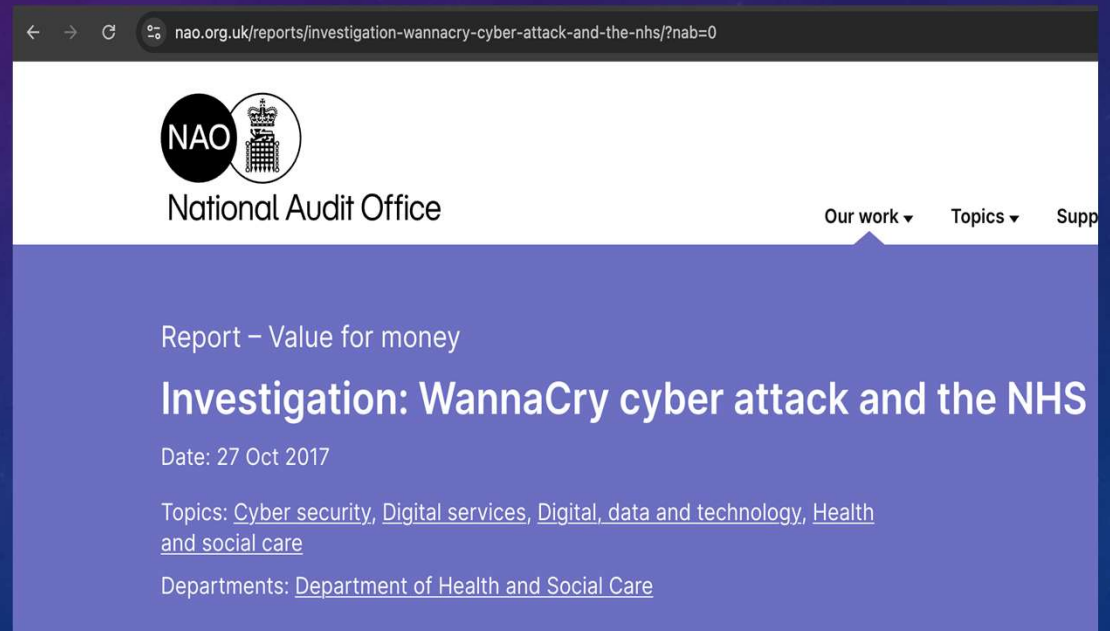 nao.org.uk/reports/investigation-wannacry-cyber-attack-and-the-nhs/?nab=0
NAO
National Audit Office
Our work Topics Supp
Report – Value for money
Investigation: WannaCry cyber attack and the NHS
Date: 27 Oct 2017
Topics: Cyber security, Digital services, Digital, data and technology, Health
and social care
Departments: Department of Health and Social Care